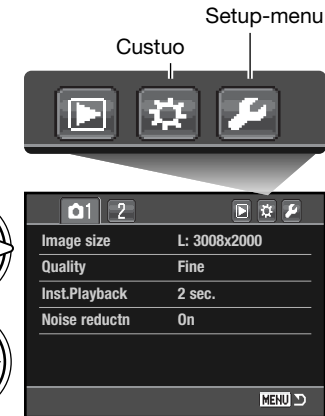 Setup-menu
Custuo
1 2
Image size L: 3008x2000
Quality Fine
Inst.Playback 2 sec.
Noise reductn On
MENU